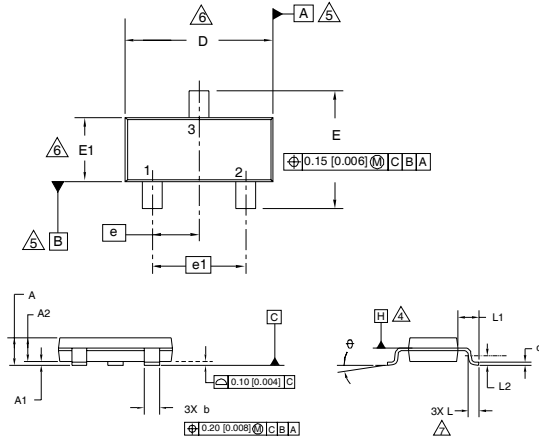 6
A 5
D
3
E
6 E1
⌖ 0.15 [0.006] Ⓜ C B A
1 2
5 B
e
e1
A
A2
C
H 4
L1
θ
c
A1
⌓ 0.10 [0.004] C
L2
3X b
3X L
⌖ 0.20 [0.008] Ⓜ C B A
7